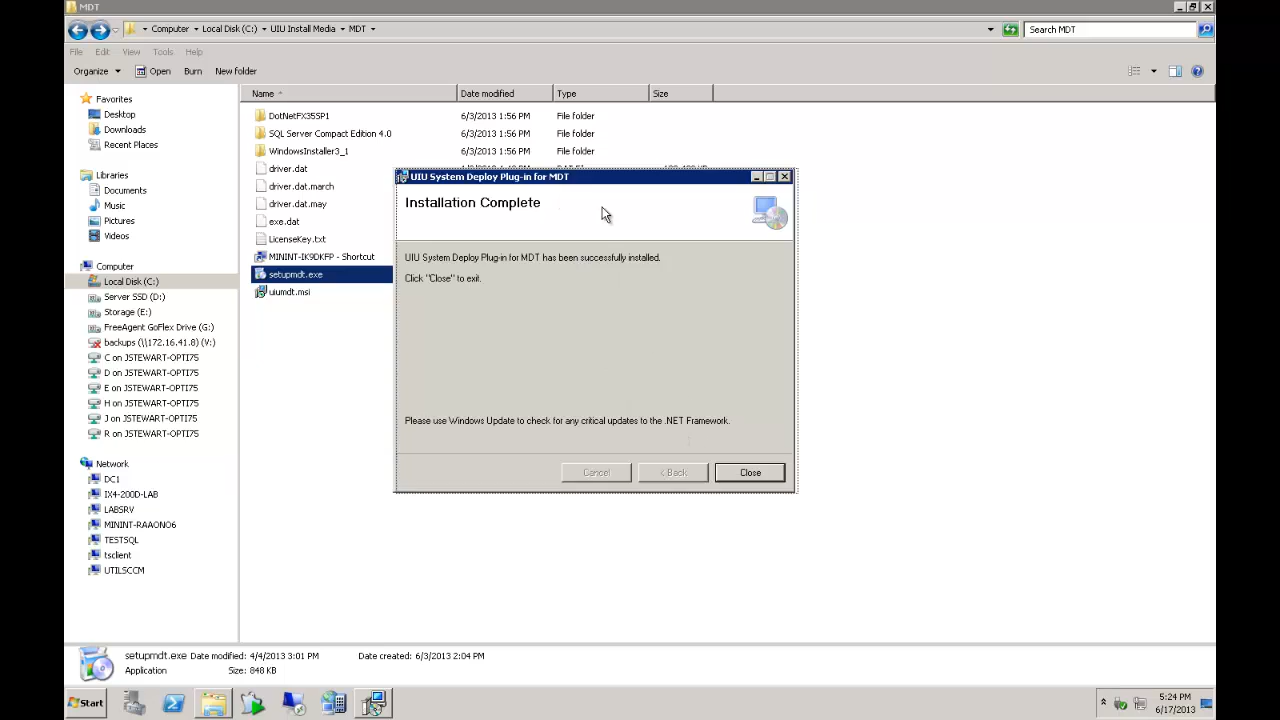 MDT
Computer Local Disk (C:) UIU Install Media MDT
Search MDT
File Edit View Tools Help
Organize Open Burn New folder
Name Date modified Type Size
Favorites
Desktop
Downloads
Recent Places
Libraries
Documents
Music
Pictures
Videos
Computer
Local Disk (C:)
Server SSD (D:)
Storage (E:)
FreeAgent GoFlex Drive (G:)
backups (\\172.16.41.8) (V:)
C on JSTEWART-OPTI75
D on JSTEWART-OPTI75
E on JSTEWART-OPTI75
H on JSTEWART-OPTI75
J on JSTEWART-OPTI75
R on JSTEWART-OPTI75
Network
DC1
IX4-200D-LAB
LABSRV
MININT-RAAONO6
TESTSQL
tsclient
UTILSCCM
DotNetFX35SP1 6/3/2013 1:56 PM File folder
SQL Server Compact Edition 4.0 6/3/2013 1:56 PM File folder
WindowsInstaller3_1 6/3/2013 1:56 PM File folder
driver.dat
driver.dat.march
driver.dat.may
exe.dat
LicenseKey.txt
MININT-IK9DKFP - Shortcut
setupmdt.exe
uiumdt.msi
UIU System Deploy Plug-in for MDT
Installation Complete
UIU System Deploy Plug-in for MDT has been successfully installed.
Click "Close" to exit.
Please use Windows Update to check for any critical updates to the .NET Framework.
Cancel < Back Close
setupmdt.exe Date modified: 4/4/2013 3:01 PM Date created: 6/3/2013 2:04 PM
Application Size: 848 KB
Start
5:24 PM
6/17/2013